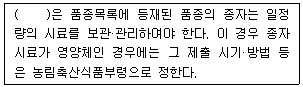 (    )은 품종목록에 등재된 품종의 종자는 일정
량의 시료를 보관·관리하여야 한다. 이 경우 종자
시료가 영양체인 경우에는 그 제출 시기·방법 등
은 농림축산식품부령으로 정한다.